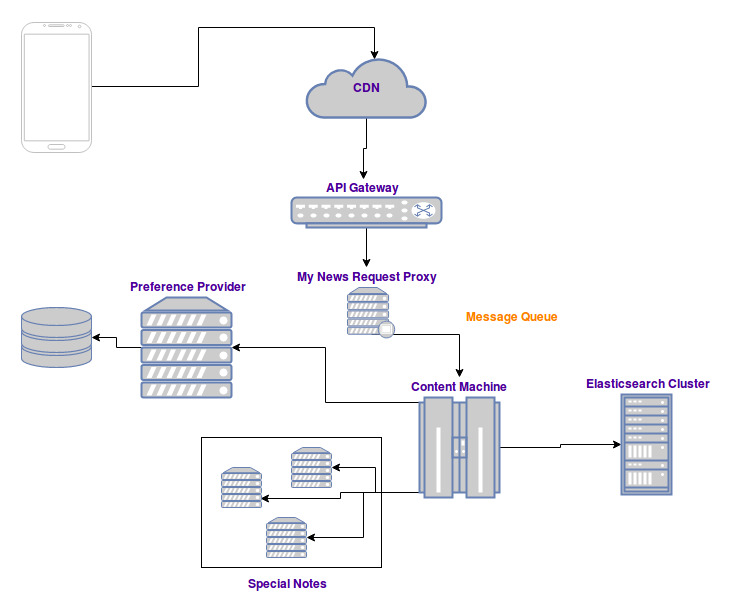 CDN
API Gateway
My News Request Proxy
Preference Provider
Message Queue
Content Machine
Elasticsearch Cluster
Special Notes